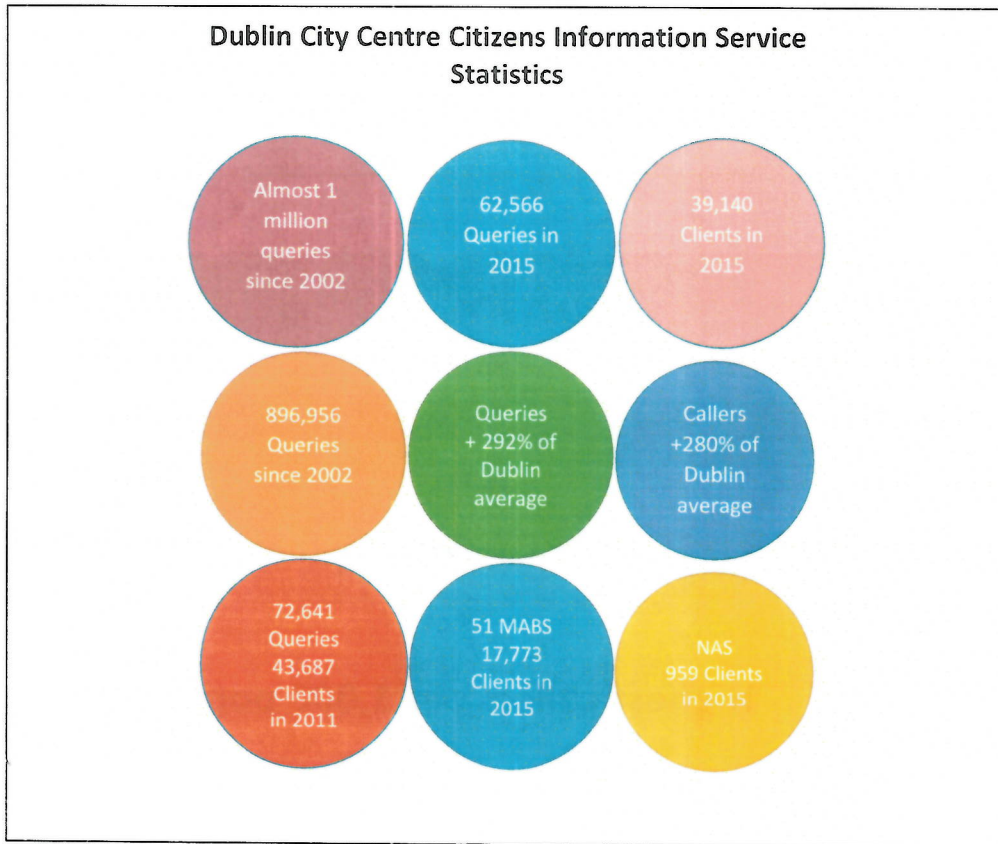 Dublin City Centre Citizens Information Service
Statistics
Almost 1
million
queries
since 2002
62,566
Queries in
2015
39,140
Clients in
2015
896,956
Queries
since 2002
Queries
+ 292% of
Dublin
average
Callers
+280% of
Dublin
average
72,641
Queries
43,687
Clients
in 2011
51 MABS
17,773
Clients in
2015
NAS
959 Clients
in 2015